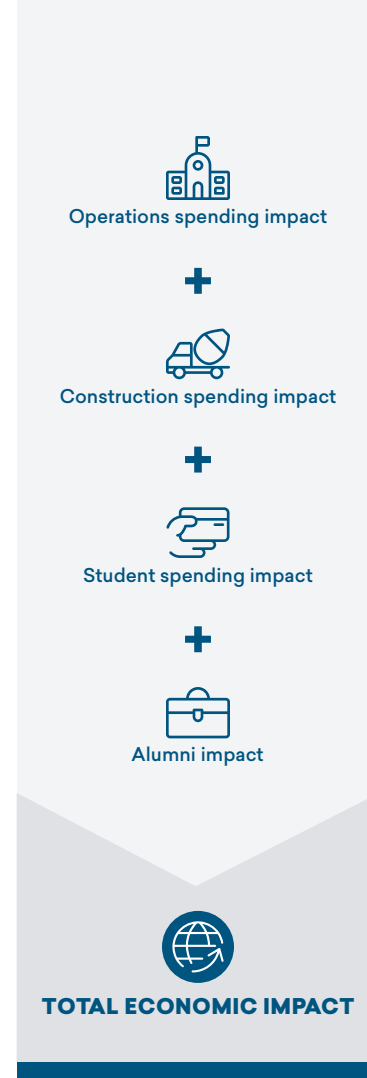 Operations spending impact
+
Construction spending impact
+
Student spending impact
+
Alumni impact
TOTAL ECONOMIC IMPACT